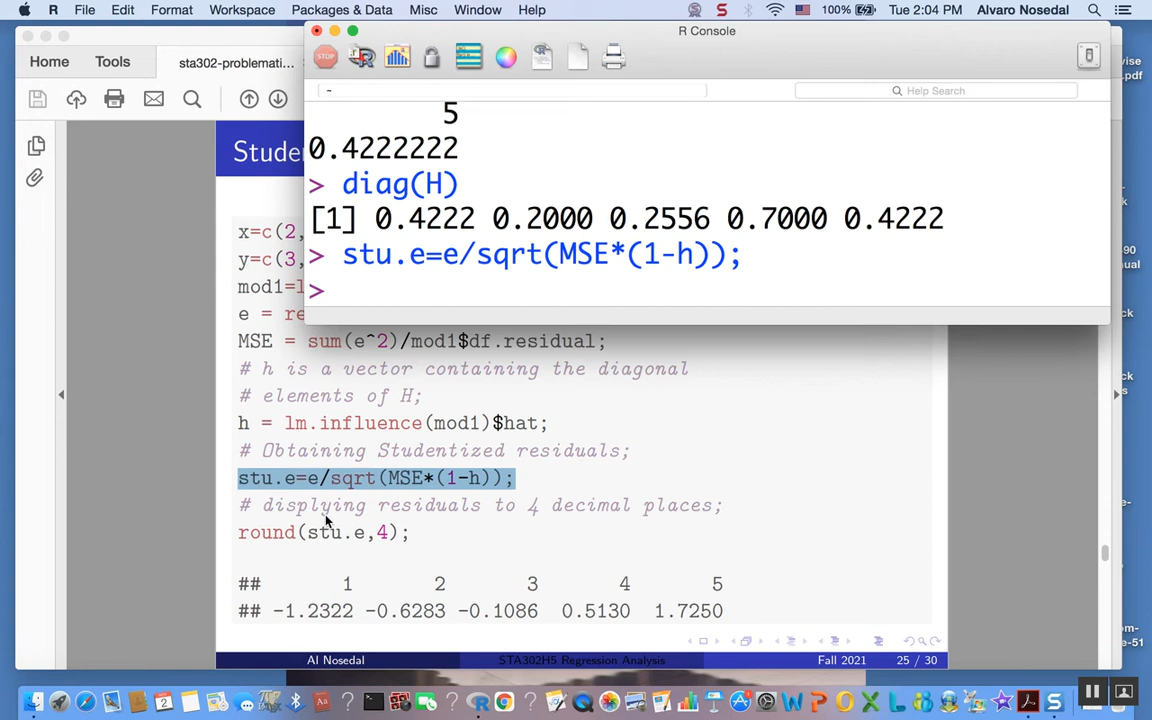 R File Edit Format Workspace Packages & Data Misc Window Help 100% Tue 2:04 PM Alvaro Nosedal
R Console
Home Tools sta302-problemati...
STOP
- Help Search
5
0.4222222
> diag(H)
[1] 0.4222 0.2000 0.2556 0.7000 0.4222
> stu.e=e/sqrt(MSE*(1-h));
>
Stude
x=c(2,
y=c(3,
mod1=l
e = re
MSE = sum(e^2)/mod1$df.residual;
# h is a vector containing the diagonal
# elements of H;
h = lm.influence(mod1)$hat;
# Obtaining Studentized residuals;
stu.e=e/sqrt(MSE*(1-h));
# displying residuals to 4 decimal places;
round(stu.e,4);
## 1 2 3 4 5
## -1.2322 -0.6283 -0.1086 0.5130 1.7250
Al Nosedal STA302H5 Regression Analysis Fall 2021 25 / 30